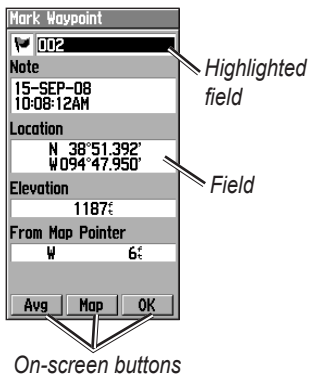 Mark Waypoint
002
Note
15-SEP-08
10:08:12AM
Location
N 38°51.392'
W094°47.950'
Elevation
1187ft
From Map Pointer
W 6ft
Avg Map OK
Highlighted
field
Field
On-screen buttons